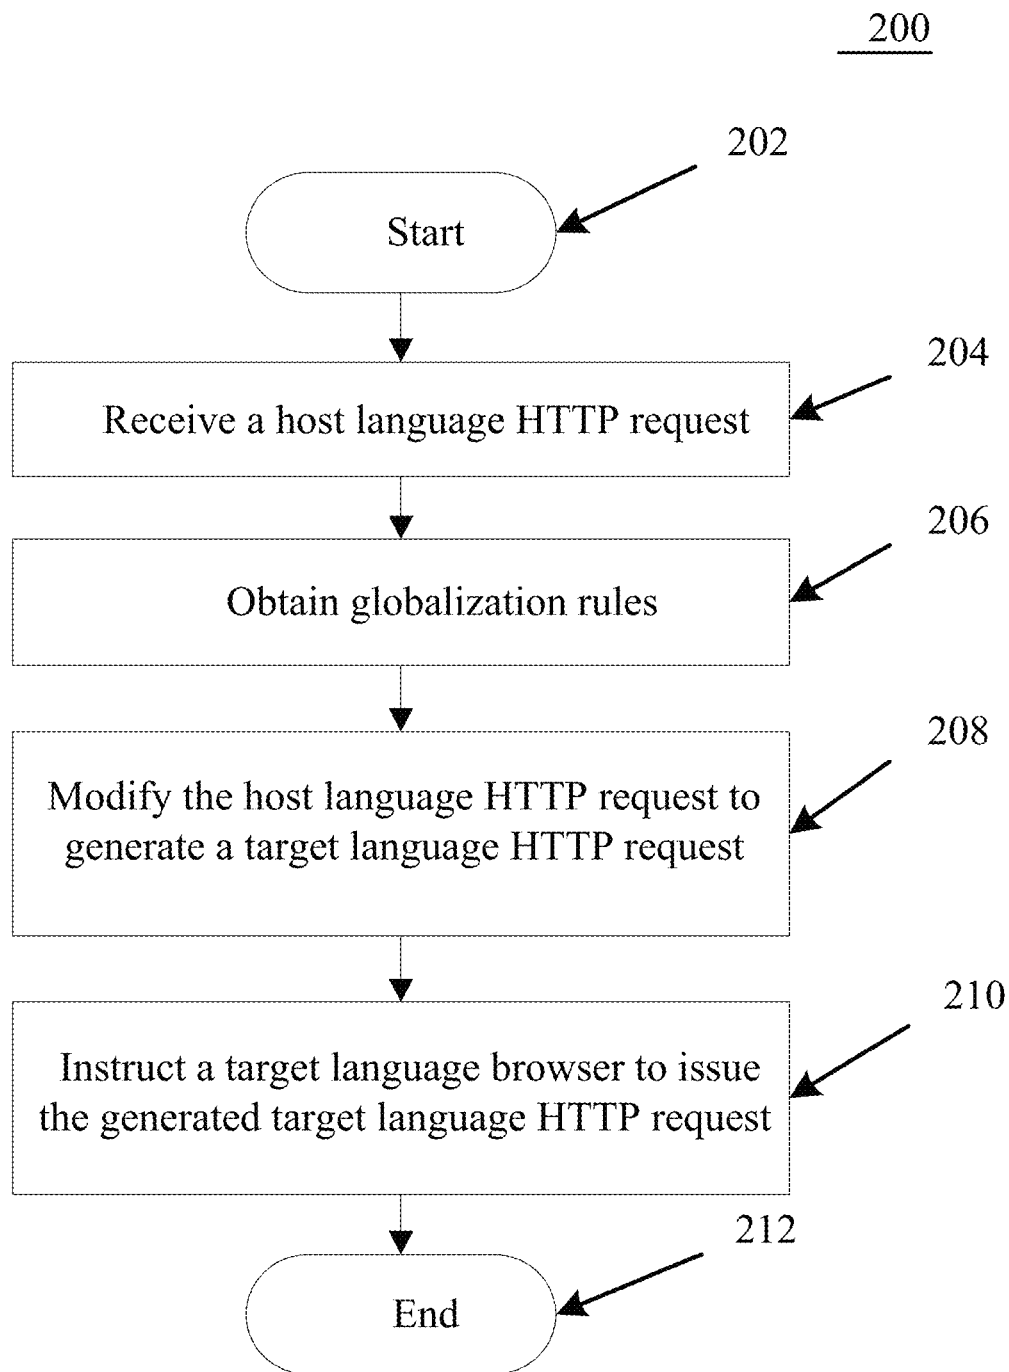 200
202
Start
204
Receive a host language HTTP request
206
Obtain globalization rules
208
Modify the host language HTTP request to
generate a target language HTTP request
210
Instruct a target language browser to issue
the generated target language HTTP request
212
End